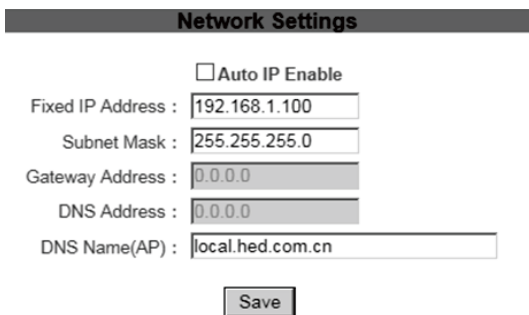 Network Settings
Auto IP Enable
Fixed IP Address : 192.168.1.100
Subnet Mask : 255.255.255.0
Gateway Address : 0.0.0.0
DNS Address : 0.0.0.0
DNS Name(AP) : local.hed.com.cn
Save